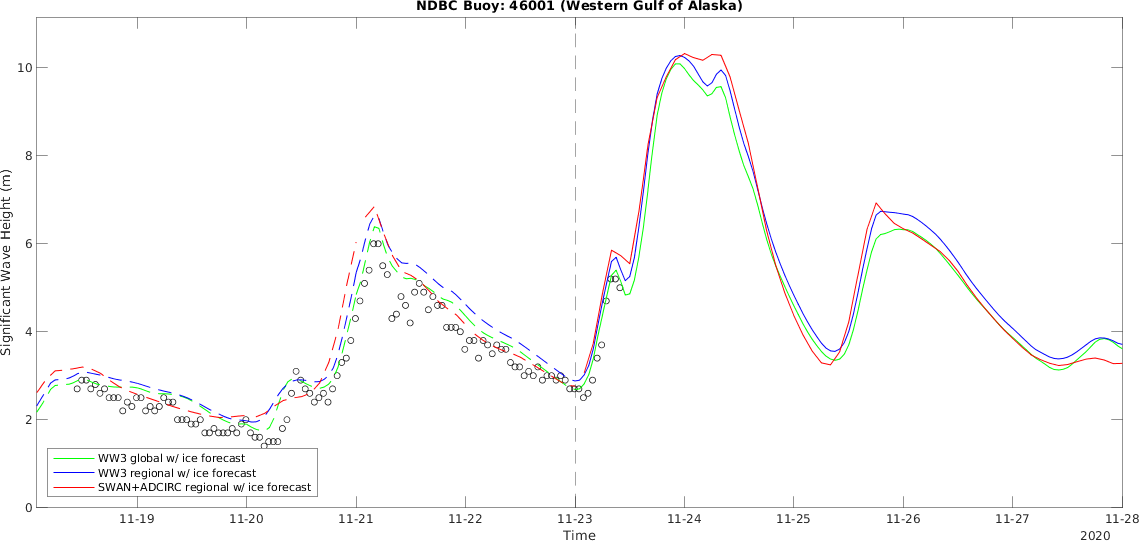 NDBC Buoy: 46001 (Western Gulf of Alaska)
Significant Wave Height (m)
10
8
6
4
2
0
WW3 global w/ ice forecast
WW3 regional w/ ice forecast
SWAN+ADCIRC regional w/ ice forecast
11-19 11-20 11-21 11-22 11-23 11-24 11-25 11-26 11-27 11-28
Time
2020